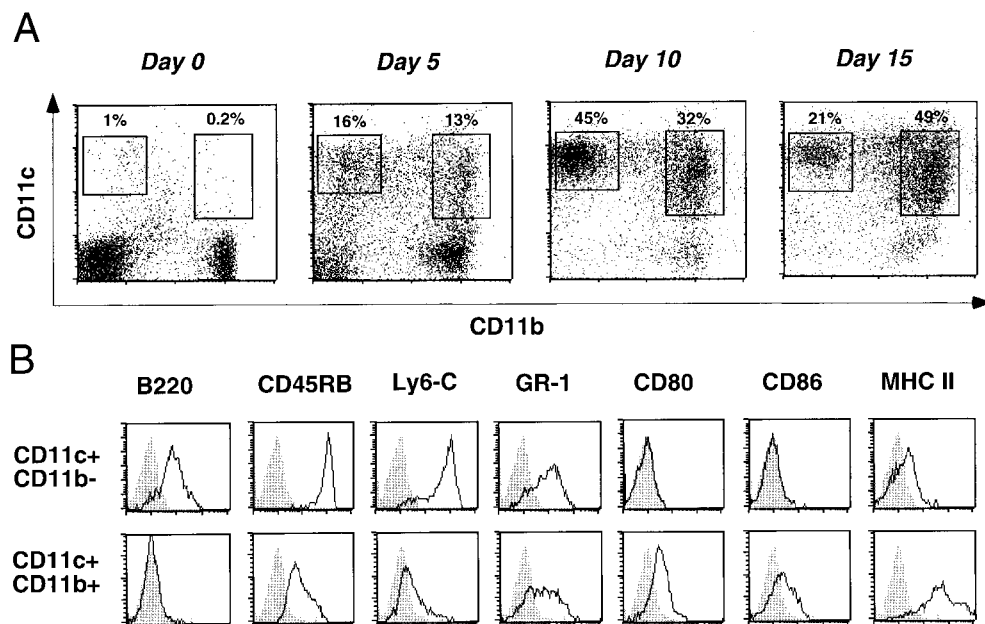 A
Day 0 Day 5 Day 10 Day 15
1% 0.2% 16% 13% 45% 32% 21% 49%
CD11c
CD11b
B
B220 CD45RB Ly6-C GR-1 CD80 CD86 MHC II
CD11c+
CD11b-
CD11c+
CD11b+